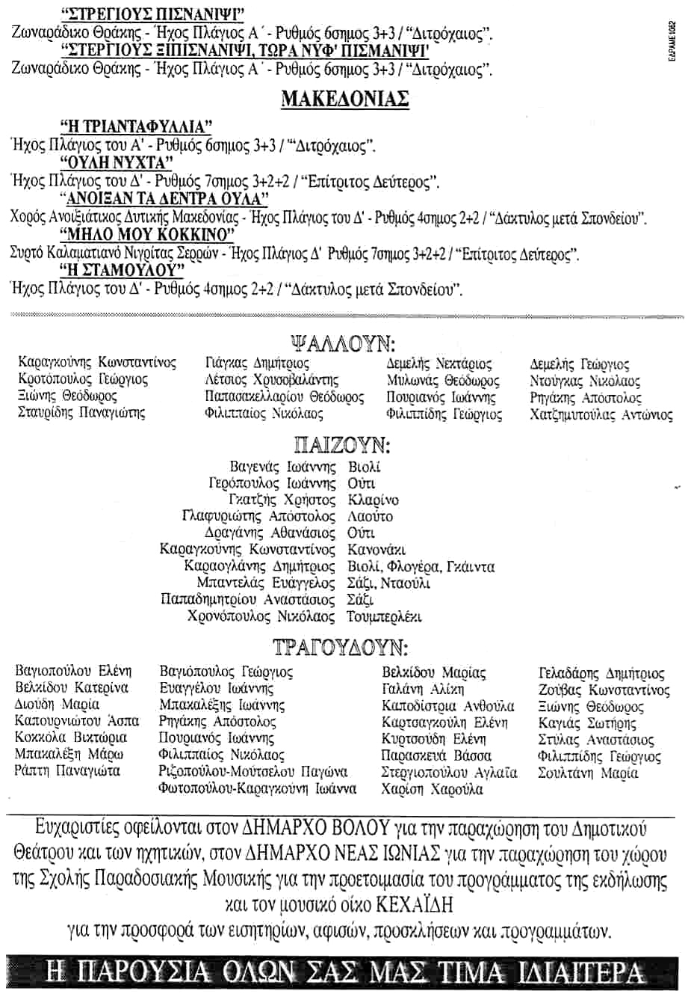 “ΣΤΡΕΓΙΟΥΣ ΠΙΣΝΑΝΙΨΙ”
Ζωναράδικο Θράκης - Ήχος Πλάγιος Α΄ - Ρυθμός 6σημος 3+3 / “Διτρόχαιος”.
“ΣΤΕΡΓΙΟΥΣ ΞΙΠΙΣΝΑΝΙΨΙ, ΤΩΡΑ ΝΥΦ' ΠΙΣΜΑΝΙΨΙ'
Ζωναράδικο Θράκης - Ήχος Πλάγιος Α΄ - Ρυθμός 6σημος 3+3 / “Διτρόχαιος”.
ΕΔΡΑΜΕ1082
ΜΑΚΕΔΟΝΙΑΣ
“Η ΤΡΙΑΝΤΑΦΥΛΛΙΑ”
Ήχος Πλάγιος του Α' - Ρυθμός 6σημος 3+3 / '“Διτρόχαιος”.
“ΟΥΛΗ ΝΥΧΤΑ”
Ήχος Πλάγιος του Δ' - Ρυθμός 7σημος 3+2+2 / “Επίτριτος Δεύτερος”.
“ΑΝΟΙΞΑΝ ΤΑ ΔΕΝΤΡΑ ΟΥΛΑ”
Χορός Ανοιξιάτικος Δυτικής Μακεδονίας - Ήχος Πλάγιος του Δ' - Ρυθμός 4σημος 2+2 / “Δάκτυλος μετά Σπονδείου”.
“ΜΗΛΟ ΜΟΥ ΚΟΚΚΙΝΟ”
Συρτό Καλαματιανό Νιγρίτας Σερρών - Ήχος Πλάγιος Δ' Ρυθμός 7σημος 3+2+2 / “Επίτριτος Δεύτερος”.
“Η ΣΤΑΜΟΥΛΟΥ”
Ήχος Πλάγιος του Δ' - Ρυθμός 4σημος 2+2 / “Δάκτυλος μετά Σπονδείου”.
ΨΑΛΛΟΥΝ:
Καραγκούνης Κωνσταντίνος Γιάγκας Δημήτριος Δεμελής Νεκτάριος Δεμελής Γεώργιος
Κροτόπουλος Γεώργιος Λέτσιος Χρυσοβαλάντης Μυλωνάς Θεόδωρος Ντούγκας Νικόλαος
Ξιώνης Θεόδωρος Παπασακελλαρίου Θεόδωρος Πουριανός Ιωάννης Ρηγάκης Απόστολος
Σταυρίδης Παναγιώτης Φιλιππαίος Νικόλαος Φιλιππίδης Γεώργιος Χατζημυτούλας Αντώνιος
ΠΑΙΖΟΥΝ:
Βαγενάς Ιωάννης Βιολί
Γερόπουλος Ιωάννης Ούτι
Γκατζής Χρήστος Κλαρίνο
Γλαφυριώτης Απόστολος Λαούτο
Δραγάνης Αθανάσιος Ούτι
Καραγκούνης Κωνσταντίνος Κανονάκι
Καραογλάνης Δημήτριος Βιολί, Φλογέρα, Γκάιντα
Μπαντελάς Ευάγγελος Σάζι, Νταούλι
Παπαδημητρίου Αναστάσιος Σάζι
Χρονόπουλος Νικόλαος Τουμπερλέκι
ΤΡΑΓΟΥΔΟΥΝ:
Βαγιοπούλου Ελένη Βαγιόπουλος Γεώργιος Βελκίδου Μαρίας Γελαδάρης Δημήτριος
Βελκίδου Κατερίνα Ευαγγέλου Ιωάννης Γαλάνη Αλίκη Ζούβας Κωνσταντίνος
Διούδη Μαρία Μπακαλέξης Ιωάννης Καποδίστρια Ανθούλα Ξιώνης Θεόδωρος
Καπουρνιώτου Άσπα Ρηγάκης Απόστολος Καρτσαγκούλη Ελένη Καγιάς Σωτήρης
Κοκκόλα Βικτώρια Πουριανός Ιωάννης Κυρτσούδη Ελένη Στύλας Αναστάσιος
Μπακαλέξη Μάρω Φιλιππαίος Νικόλαος Παρασκευά Βάσσα Φιλιππίδης Γεώργιος
Ράπτη Παναγιώτα Ριζοπούλου-Μούτσελου Παγώνα Στεργιοπούλου Αγλαΐα Σουλτάνη Μαρία
Φωτοπούλου-Καραγκούνη Ιωάννα Χαρίση Χαρούλα
Ευχαριστίες οφείλονται στον ΔΗΜΑΡΧΟ ΒΟΛΟΥ για την παραχώρηση του Δημοτικού
Θεάτρου και των ηχητικών, στον ΔΗΜΑΡΧΟ ΝΕΑΣ ΙΩΝΙΑΣ για την παραχώρηση του χώρου
της Σχολής Παραδοσιακής Μουσικής για την προετοιμασία του προγράμματος της εκδήλωσης
και τον μουσικό οίκο ΚΕΧΑΪΔΗ
για την προσφορά των εισητηρίων, αφισών, προσκλήσεων και προγραμμάτων.
Η ΠΑΡΟΥΣΙΑ ΟΛΩΝ ΣΑΣ ΜΑΣ ΤΙΜΑ ΙΔΙΑΙΤΕΡΑ